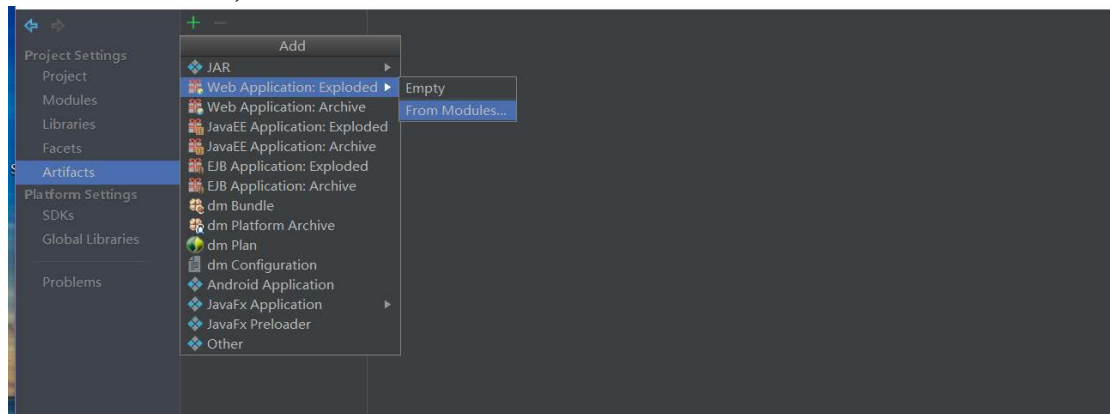 Project Settings
Project
Modules
Libraries
Facets
Artifacts
Platform Settings
SDKs
Global Libraries
Problems
Add
JAR
Web Application: Exploded
Web Application: Archive
JavaEE Application: Exploded
JavaEE Application: Archive
EJB Application: Exploded
EJB Application: Archive
dm Bundle
dm Platform Archive
dm Plan
dm Configuration
Android Application
JavaFx Application
JavaFx Preloader
Other
Empty
From Modules...